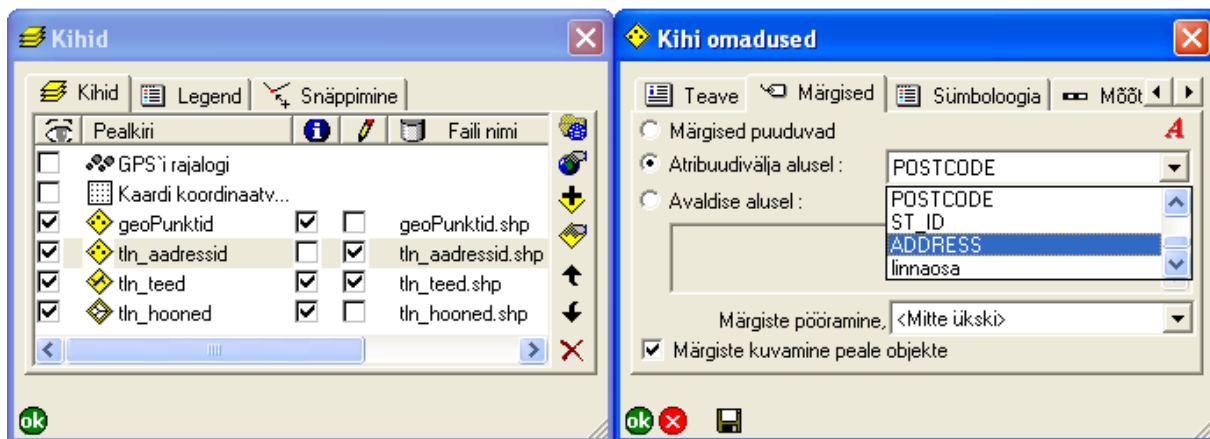 Kihid
Kihid Legend Snäppimine
Pealkiri Faili nimi
GPS`i rajalogi
Kaardi koordinaatv...
geoPunktid geoPunktid.shp
tln_aadressid tln_aadressid.shp
tln_teed tln_teed.shp
tln_hooned tln_hooned.shp
ok
Kihi omadused
Teave Märgised Sümboloogia Mõõt
Märgised puuduvad A
Atribuudivälja alusel : POSTCODE
Avaldise alusel : POSTCODE
ST_ID
ADDRESS
linnaosa
Märgiste pööramine, <Mitte ükski>
Märgiste kuvamine peale objekte
ok